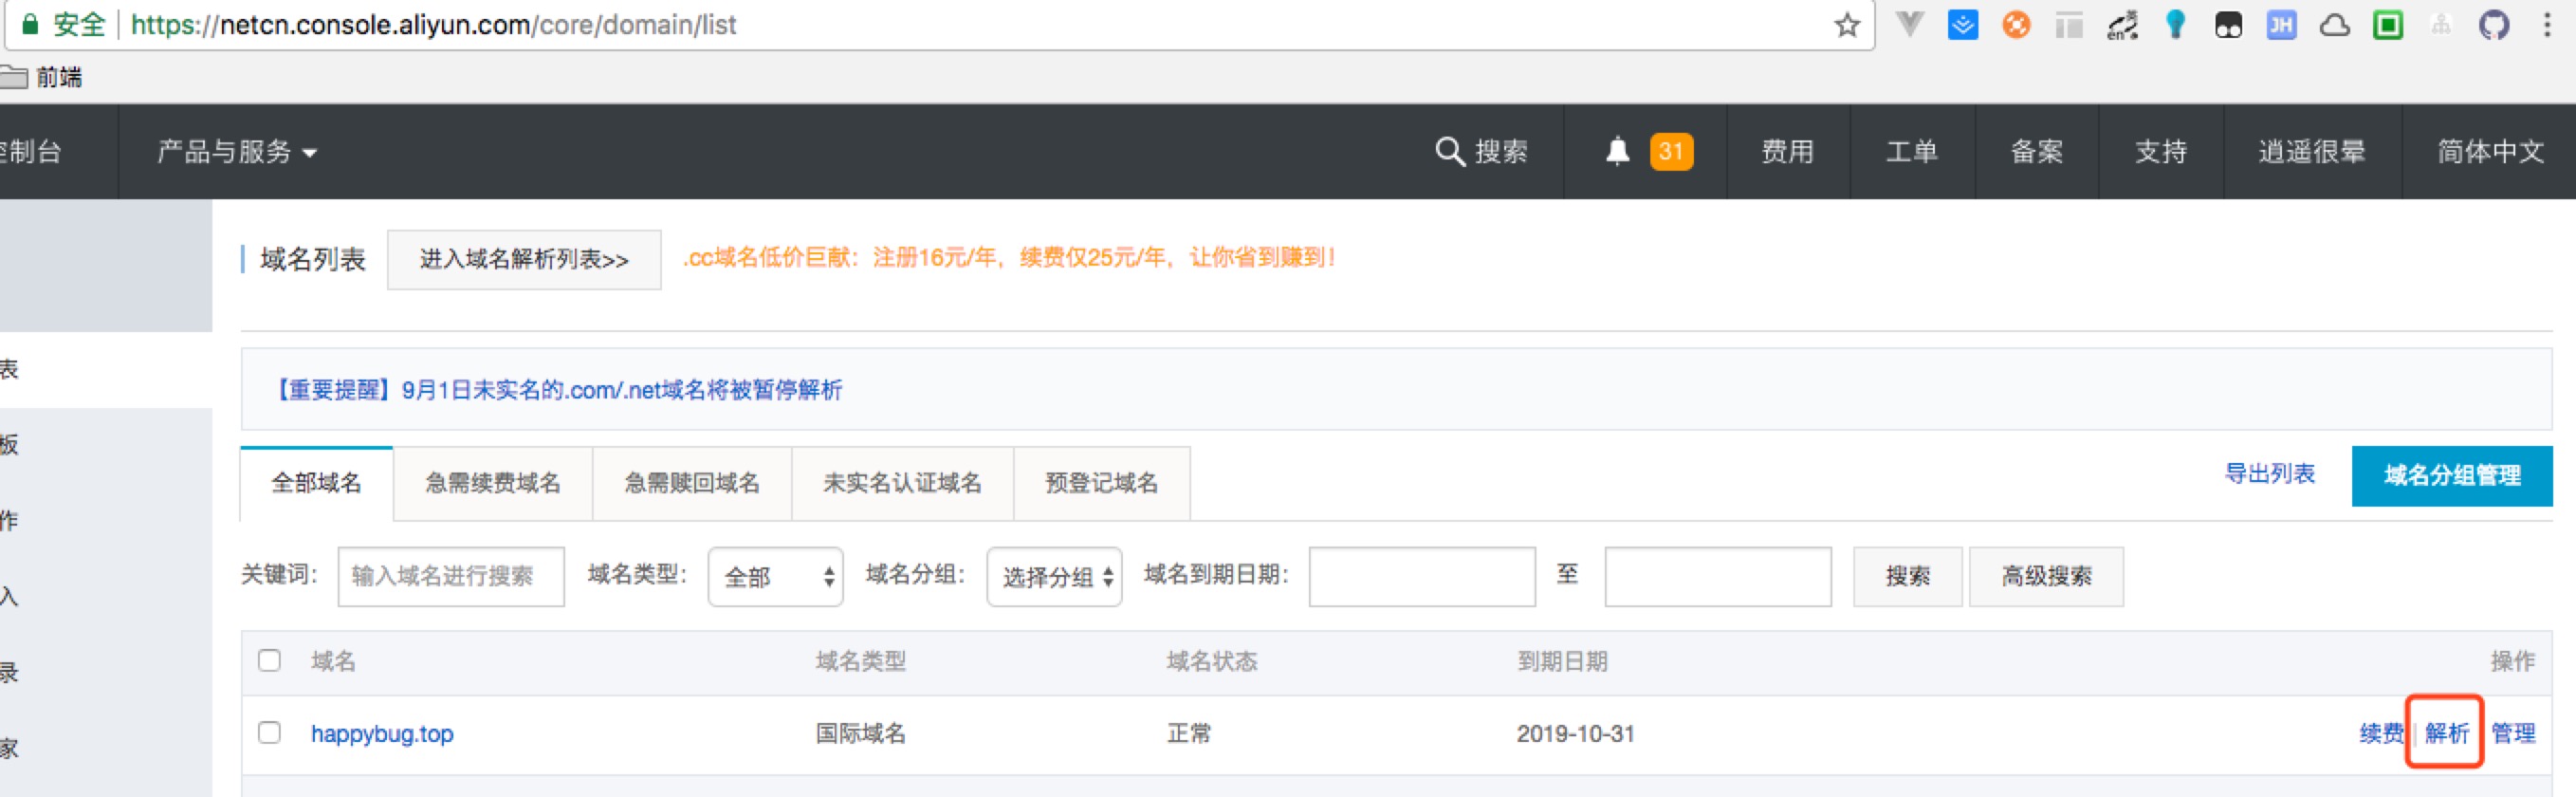 安全 https://netcn.console.aliyun.com/core/domain/list
前端
控制台 产品与服务 搜索 31 费用 工单 备案 支持 逍遥很晕 简体中文
域名列表 进入域名解析列表>> .cc域名低价巨献：注册16元/年，续费仅25元/年，让你省到赚到！
表
【重要提醒】9月1日未实名的.com/.net域名将被暂停解析
板
全部域名 急需续费域名 急需赎回域名 未实名认证域名 预登记域名 导出列表 域名分组管理
作
关键词： 输入域名进行搜索 域名类型： 全部 域名分组： 选择分组 域名到期日期： 至 搜索 高级搜索
入
录 域名 域名类型 域名状态 到期日期 操作
家 happybug.top 国际域名 正常 2019-10-31 续费 解析 管理